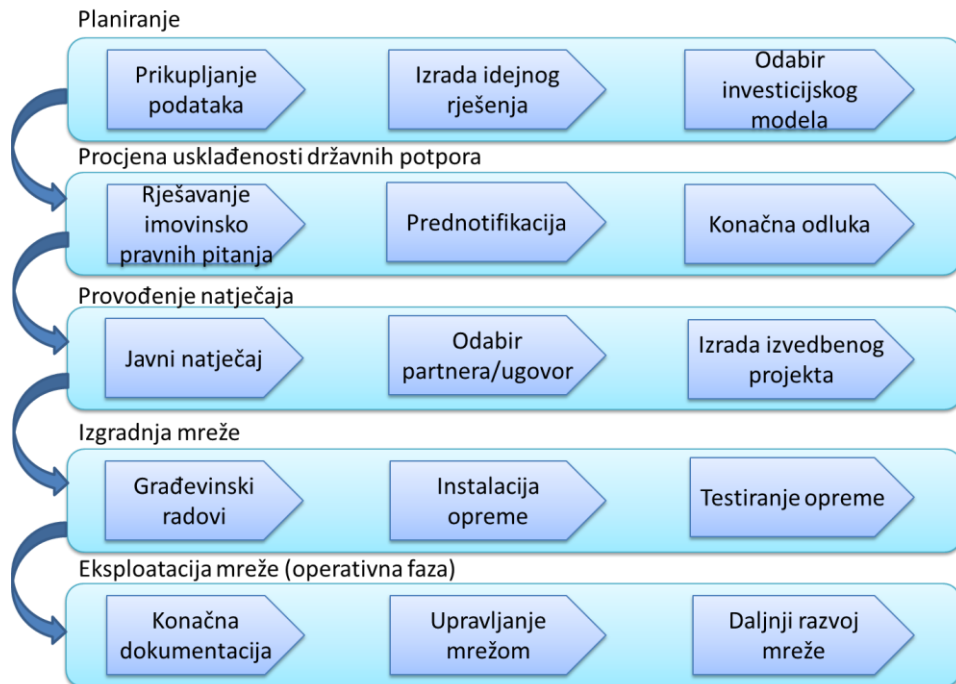 Planiranje
Prikupljanje
podataka
Izrada idejnog
rješenja
Odabir
investicijskog
modela
Procjena usklađenosti državnih potpora
Rješavanje
imovinsko
pravnih pitanja
Prednotifikacija
Konačna odluka
Provođenje natječaja
Javni natječaj
Odabir
partnera/ugovor
Izrada izvedbenog
projekta
Izgradnja mreže
Građevinski
radovi
Instalacija
opreme
Testiranje opreme
Eksploatacija mreže (operativna faza)
Konačna
dokumentacija
Upravljanje
mrežom
Daljnji razvoj
mreže